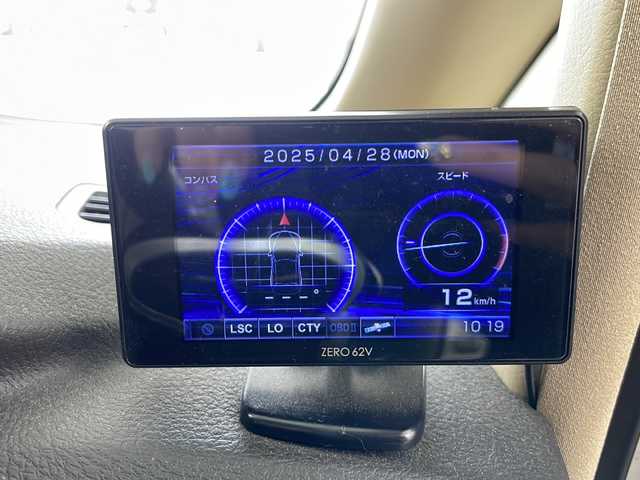 2025/04/28(MON)
コンパス
スピード
---°
12km/h
LSC LO CTY OBDII
10 19
ZERO 62V